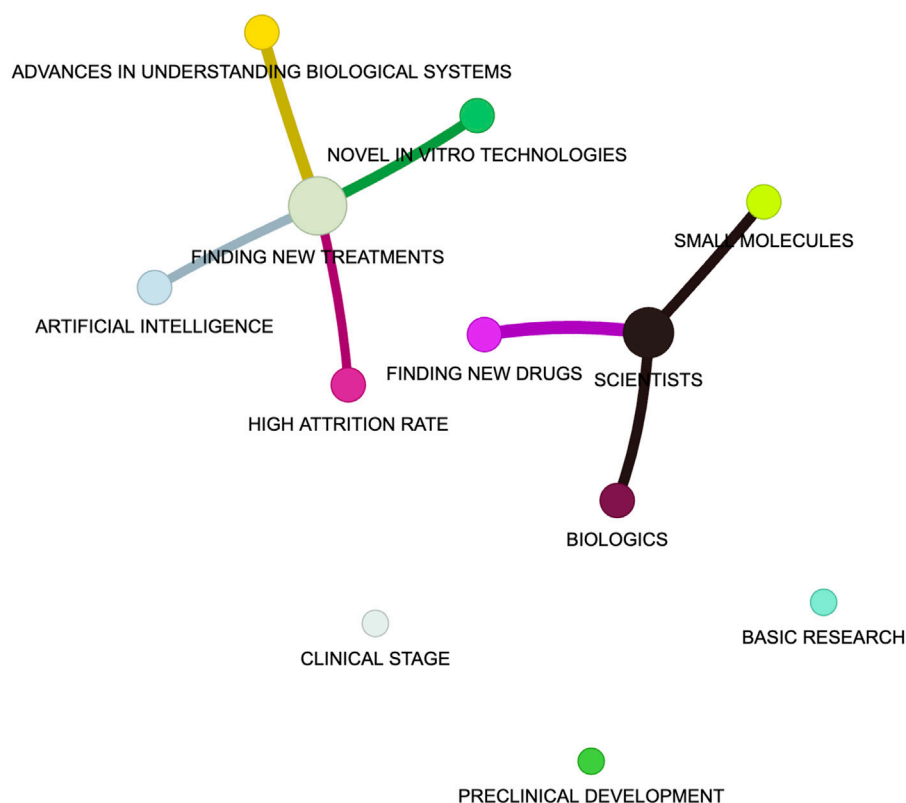 ADVANCES IN UNDERSTANDING BIOLOGICAL SYSTEMS
NOVEL IN VITRO TECHNOLOGIES
SMALL MOLECULES
FINDING NEW TREATMENTS
ARTIFICIAL INTELLIGENCE
FINDING NEW DRUGS
SCIENTISTS
HIGH ATTRITION RATE
BIOLOGICS
BASIC RESEARCH
CLINICAL STAGE
PRECLINICAL DEVELOPMENT